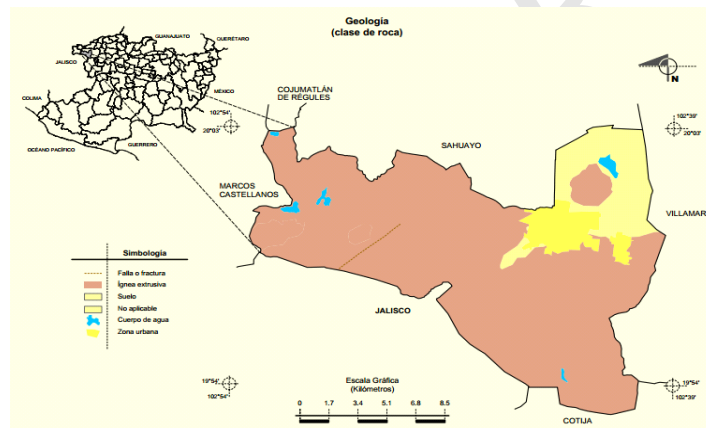 Geología
(clase de roca)
GUANAJUATO
QUERÉTARO
JALISCO
MÉXICO
COLIMA
GUERRERO
OCÉANO PACÍFICO
COJUMATLÁN
DE RÉGULES
102°54'
20°03'
N
102°39'
20°03'
SAHUAYO
MARCOS
CASTELLANOS
VILLAMAR
Simbología
Falla o fractura
Ígnea extrusiva
Suelo
No aplicable
Cuerpo de agua
Zona urbana
JALISCO
19°54'
102°54'
Escala Gráfica
(Kilómetros)
0 1.7 3.4 5.1 6.8 8.5
19°54'
102°39'
COTIJA